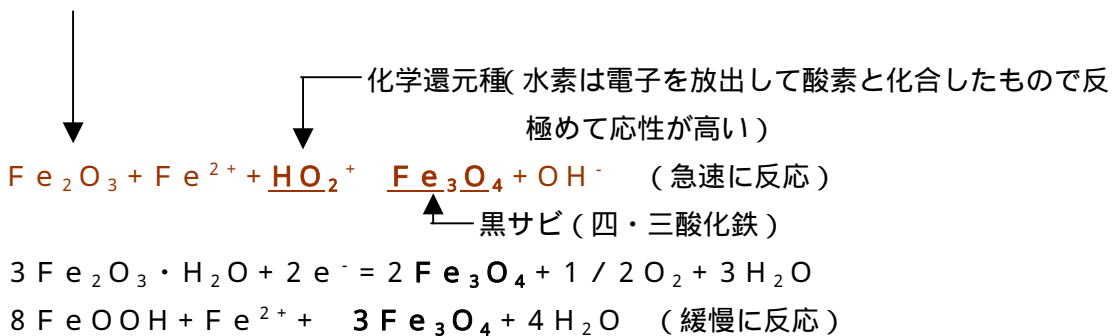 化学還元種( 水素は電子を放出して酸素と化合したもので反
極めて応性が高い)
Fe₂O₃+Fe²⁺+HO₂⁺ Fe₃O₄+OH⁻ (急速に反応)
黒サビ(四・三酸化鉄)
3Fe₂O₃・H₂O+2e⁻=2Fe₃O₄+1/2O₂+3H₂O
8FeOOH+Fe²⁺+ 3Fe₃O₄+4H₂O (緩慢に反応)